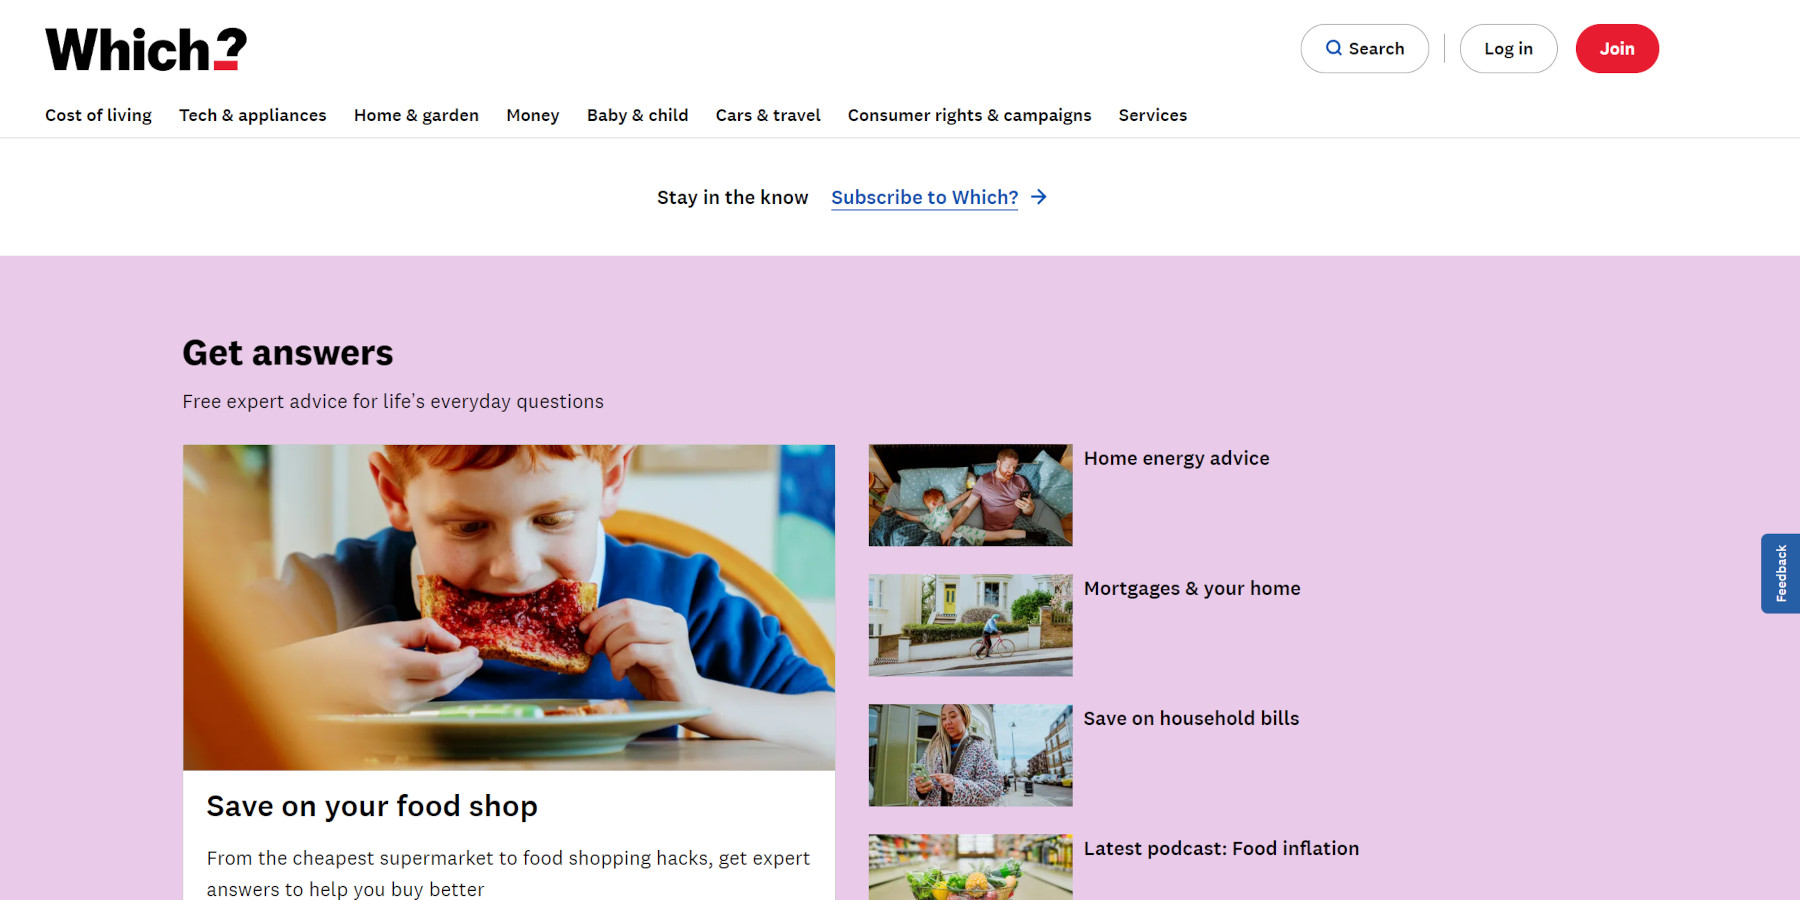 Which?
Search
Log in
Join
Cost of living
Tech & appliances
Home & garden
Money
Baby & child
Cars & travel
Consumer rights & campaigns
Services
Stay in the know
Subscribe to Which?
Get answers
Free expert advice for life's everyday questions
Home energy advice
Mortgages & your home
Save on household bills
Latest podcast: Food inflation
Save on your food shop
From the cheapest supermarket to food shopping hacks, get expert
answers to help you buy better
Feedback